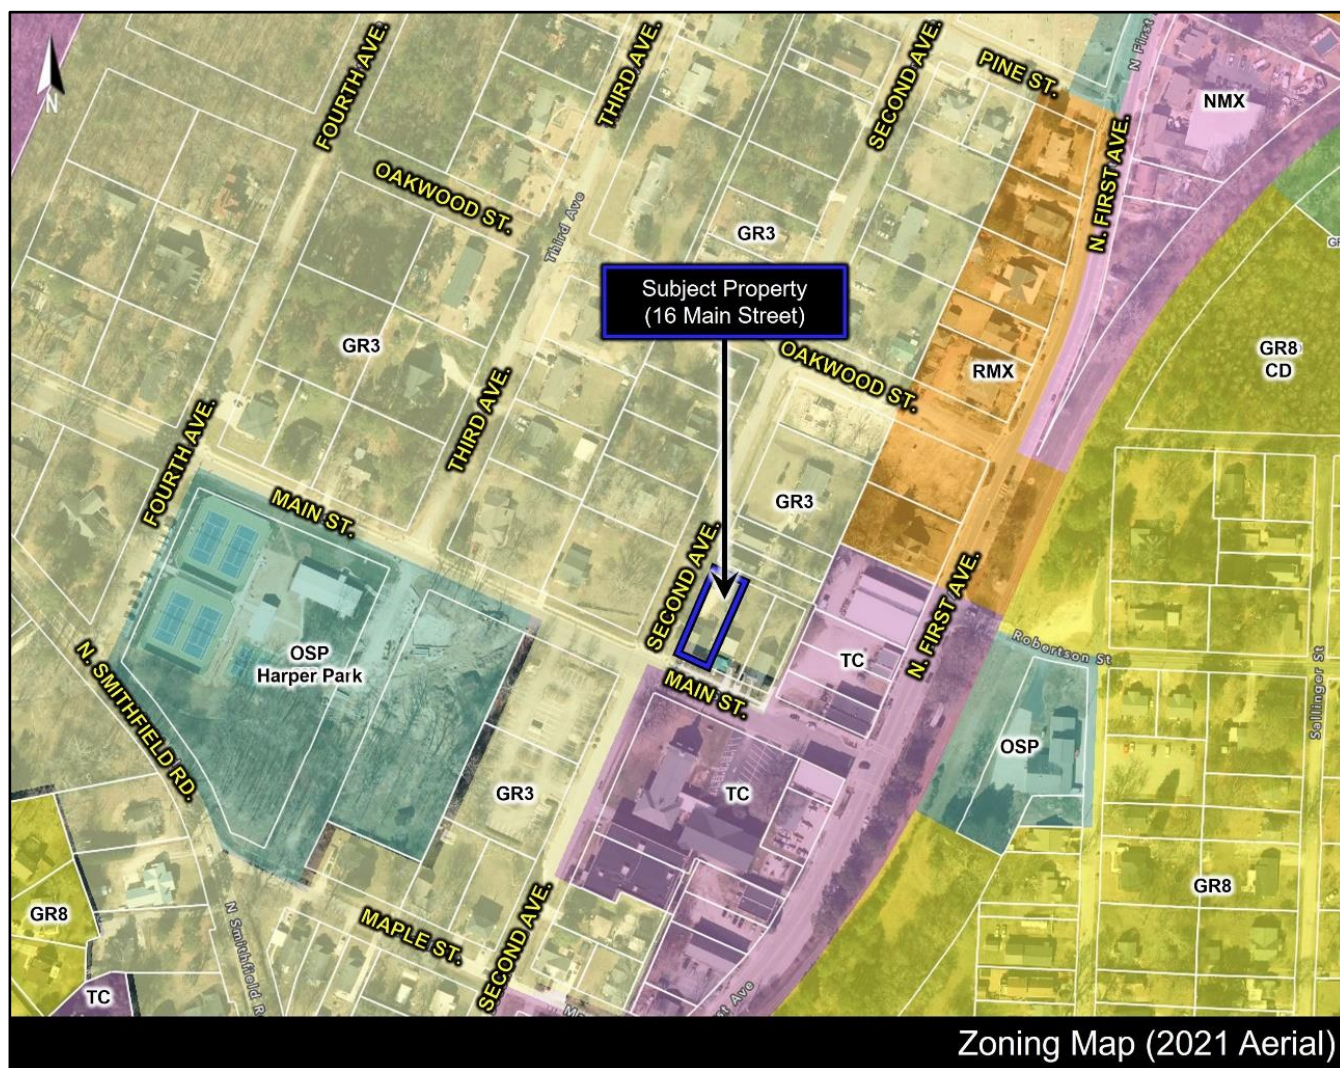 N
PINE ST.
N First
NMX
FOURTH AVE.
THIRD AVE.
SECOND AVE.
N. FIRST AVE.
OAKWOOD ST.
Third Ave
GR3
Subject Property
(16 Main Street)
GR3
OAKWOOD ST.
RMX
GR8
CD
THIRD AVE.
FOURTH AVE.
MAIN ST.
GR3
SECOND AVE.
N. FIRST AVE.
Robertson St
OSP
Harper Park
TC
MAIN ST.
N. SMITHFIELD RD.
OSP
Sallinger St
GR3
TC
GR8
GR8
MAPLE ST.
SECOND AVE.
N Smithfield R
TC
st Ave
Zoning Map (2021 Aerial)